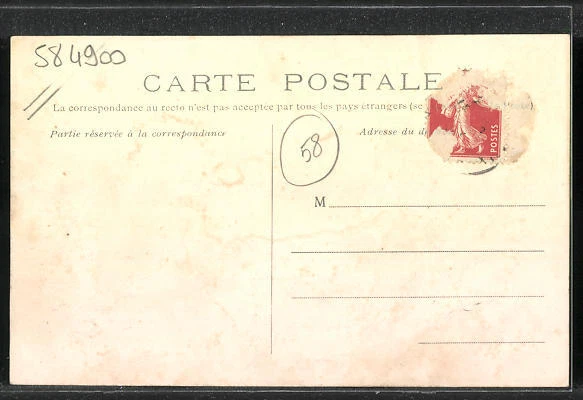 584900
CARTE POSTALE
La correspondance au recto n'est pas acceptée par tous les pays étrangers (se
Partie réservée à la correspondance
Adresse du d
58
POSTES
M